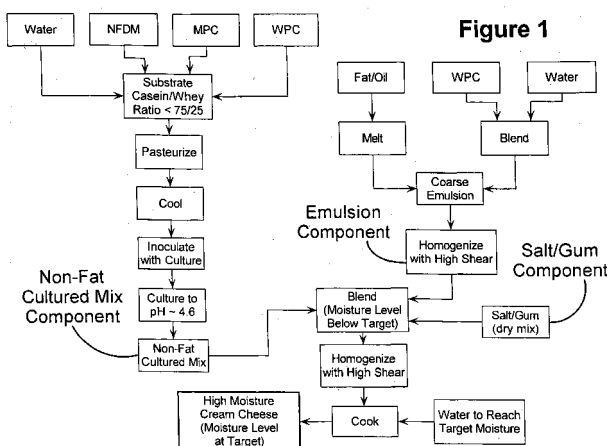 Figure 1
Water
NFDM
MPC
WPC
Substrate
Casein/Whey
Ratio < 75/25
Pasteurize
Cool
Inoculate
with Culture
Culture to
pH ~ 4.6
Non-Fat
Cultured Mix
Non-Fat
Cultured Mix
Component
Fat/Oil
WPC
Water
Melt
Blend
Coarse
Emulsion
Emulsion
Component
Homogenize
with High Shear
Salt/Gum
Component
Blend
(Moisture Level
Below Target)
Salt/Gum
(dry mix)
Homogenize
with High Shear
High Moisture
Cream Cheese
(Moisture Level
at Target)
Cook
Water to Reach
Target Moisture